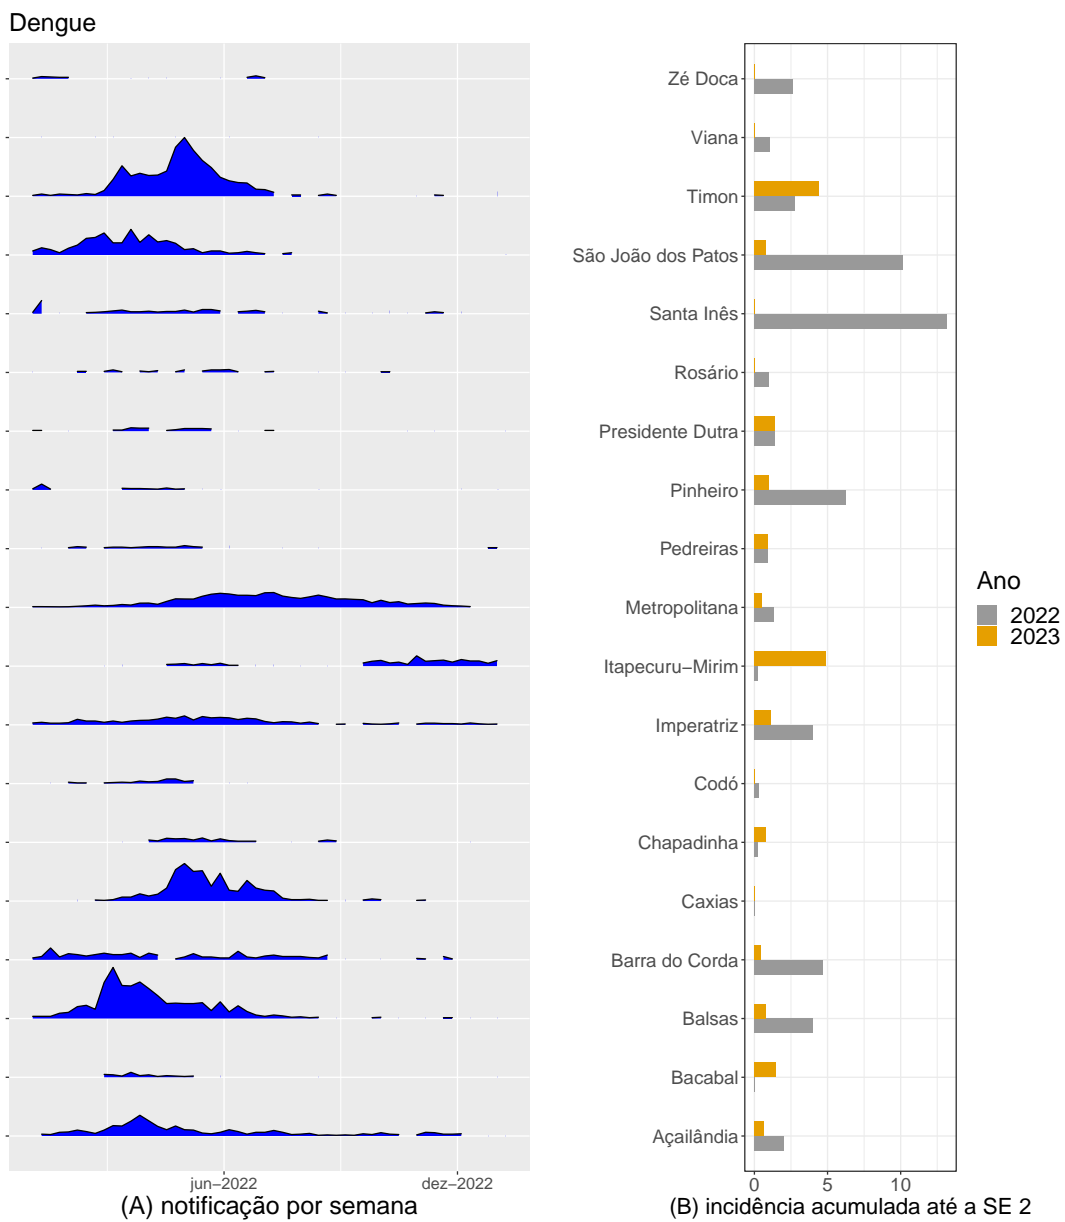 Dengue
Zé Doca
Viana
Timon
São João dos Patos
Santa Inês
Rosário
Presidente Dutra
Pinheiro
Pedreiras
Metropolitana
Itapecuru−Mirim
Imperatriz
Codó
Chapadinha
Caxias
Barra do Corda
Balsas
Bacabal
Açailândia
Ano
2022
2023
jun−2022 dez−2022
0 5 10
(A) notificação por semana
(B) incidência acumulada até a SE 2